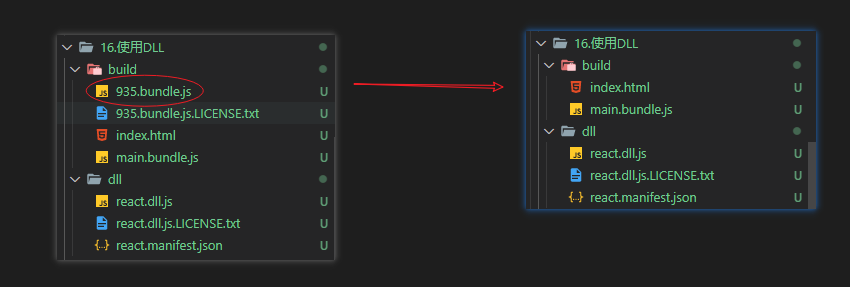 16.使用DLL
build
JS 935.bundle.js
935.bundle.js.LICENSE.txt U
index.html U
JS main.bundle.js U
dll
JS react.dll.js U
react.dll.js.LICENSE.txt U
{..} react.manifest.json U
16.使用DLL
build
index.html U
JS main.bundle.js U
dll
JS react.dll.js U
react.dll.js.LICENSE.txt U
{..} react.manifest.json U